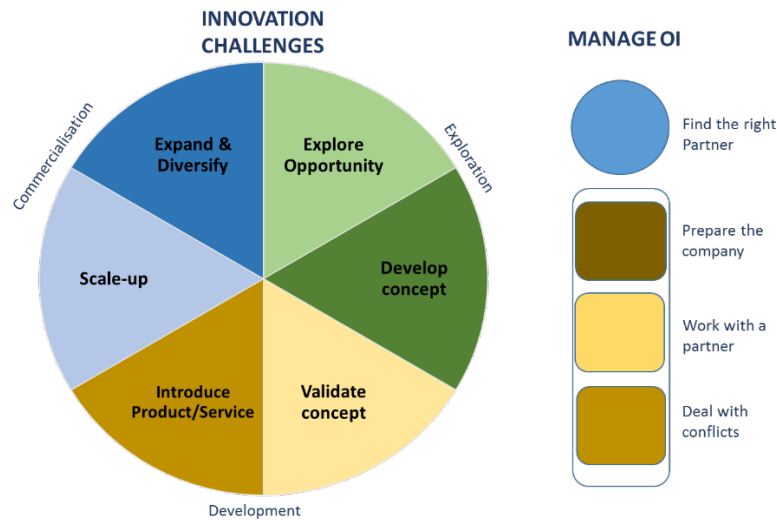 INNOVATION
CHALLENGES
Commercialisation
Expand &
Diversify
Explore
Opportunity
Exploration
Scale-up
Develop
concept
Introduce
Product/Service
Validate
concept
Development
MANAGE OI
Find the right
Partner
Prepare the
company
Work with a
partner
Deal with
conflicts